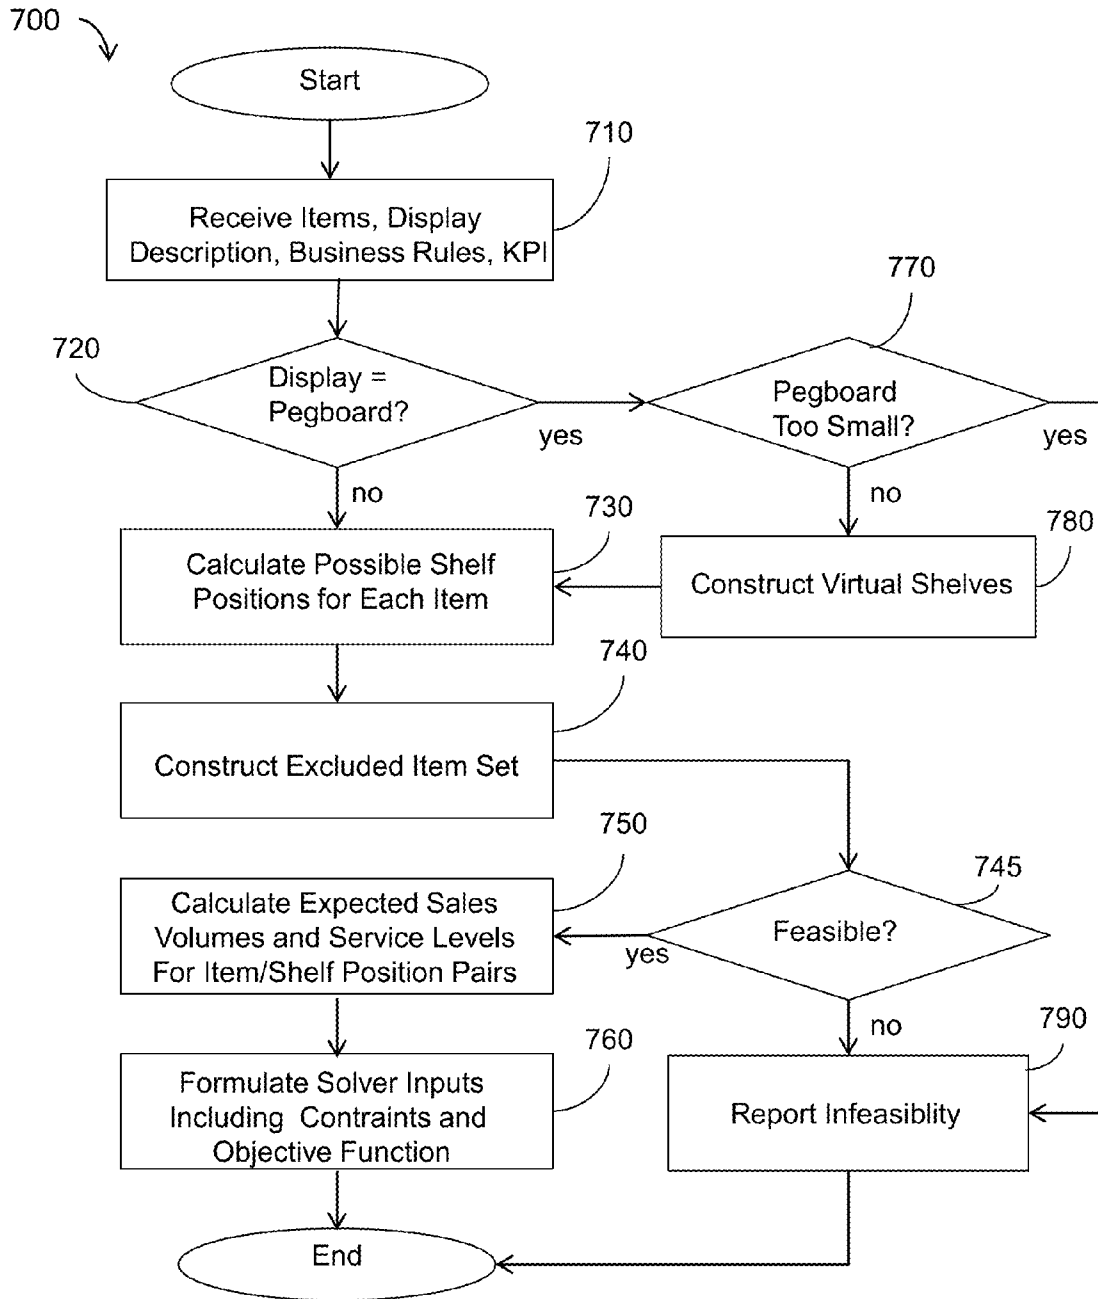 700
Start
710
Receive Items, Display
Description, Business Rules, KPI
770
720
Display =
Pegboard?
yes
Pegboard
Too Small?
yes
no
no
730
780
Calculate Possible Shelf
Positions for Each Item
Construct Virtual Shelves
740
Construct Excluded Item Set
750
745
Calculate Expected Sales
Volumes and Service Levels
For Item/Shelf Position Pairs
yes
Feasible?
no
790
760
Formulate Solver Inputs
Including Contraints and
Objective Function
Report Infeasiblity
End